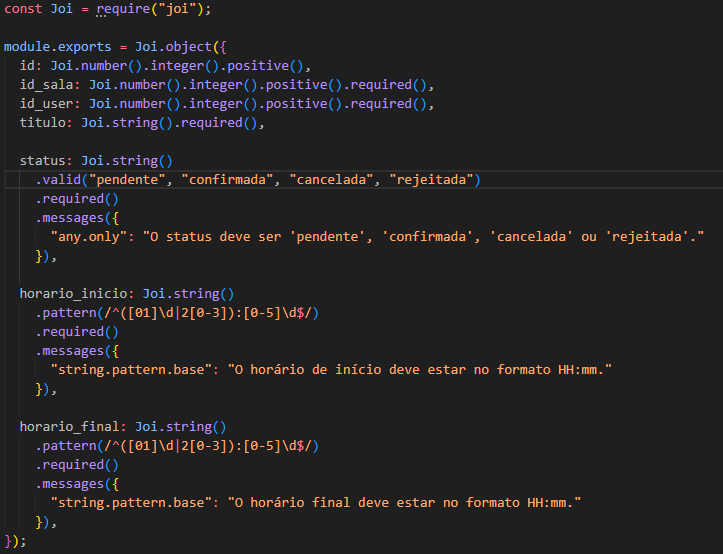 const Joi = require("joi");
module.exports = Joi.object({
  id: Joi.number().integer().positive(),
  id_sala: Joi.number().integer().positive().required(),
  id_user: Joi.number().integer().positive().required(),
  titulo: Joi.string().required(),
  status: Joi.string()
    .valid("pendente", "confirmada", "cancelada", "rejeitada")
    .required()
    .messages({
      "any.only": "O status deve ser 'pendente', 'confirmada', 'cancelada' ou 'rejeitada'."
    }),
  horario_inicio: Joi.string()
    .pattern(/^([01]\d|2[0-3]):[0-5]\d$/)
    .required()
    .messages({
      "string.pattern.base": "O horário de início deve estar no formato HH:mm."
    }),
  horario_final: Joi.string()
    .pattern(/^([01]\d|2[0-3]):[0-5]\d$/)
    .required()
    .messages({
      "string.pattern.base": "O horário final deve estar no formato HH:mm."
    }),
});